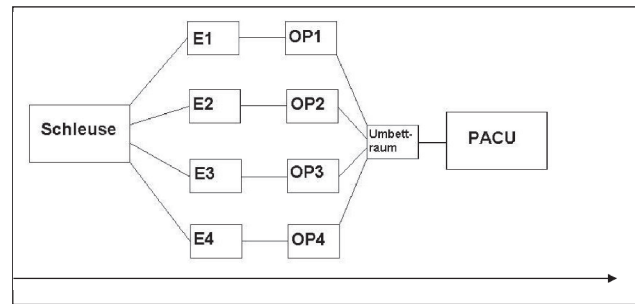 E1
OP1
E2
OP2
Schleuse
Umbett-
raum
PACU
E3
OP3
E4
OP4